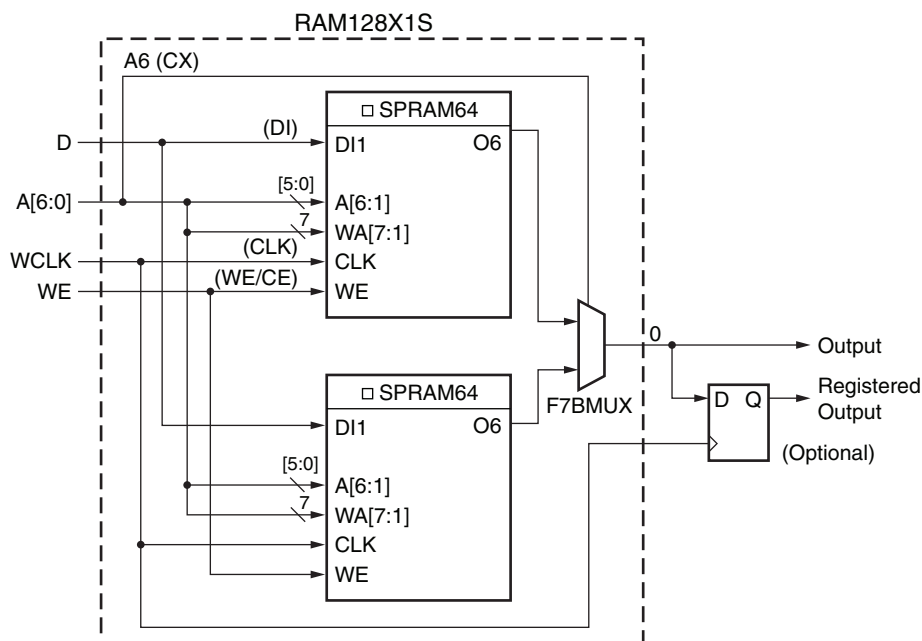 RAM128X1S
A6 (CX)
□ SPRAM64
D
(DI)
DI1
O6
A[6:0]
[5:0]
A[6:1]
7
WA[7:1]
WCLK
(CLK)
CLK
WE
(WE/CE)
WE
0
Output
F7BMUX
□ SPRAM64
DI1
O6
D Q
Registered
Output
(Optional)
[5:0]
A[6:1]
7
WA[7:1]
CLK
WE